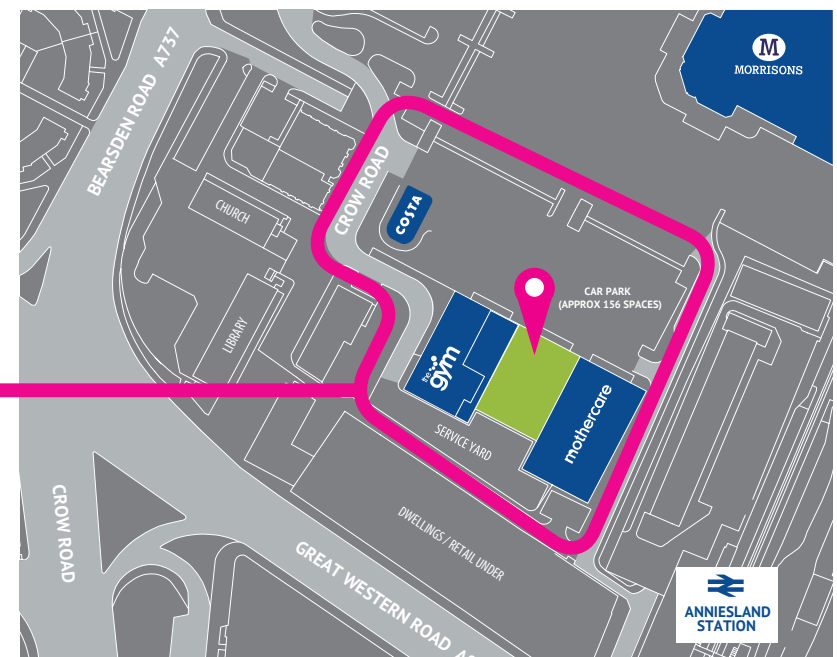 BEARSDEN ROAD A737
M
MORRISONS
CROW ROAD
COSTA
CHURCH
LIBRARY
CAR PARK
(APPROX 156 SPACES)
the gym
mothercare
SERVICE YARD
DWELLINGS / RETAIL UNDER
CROW ROAD
GREAT WESTERN ROAD
ANNIESLAND
STATION